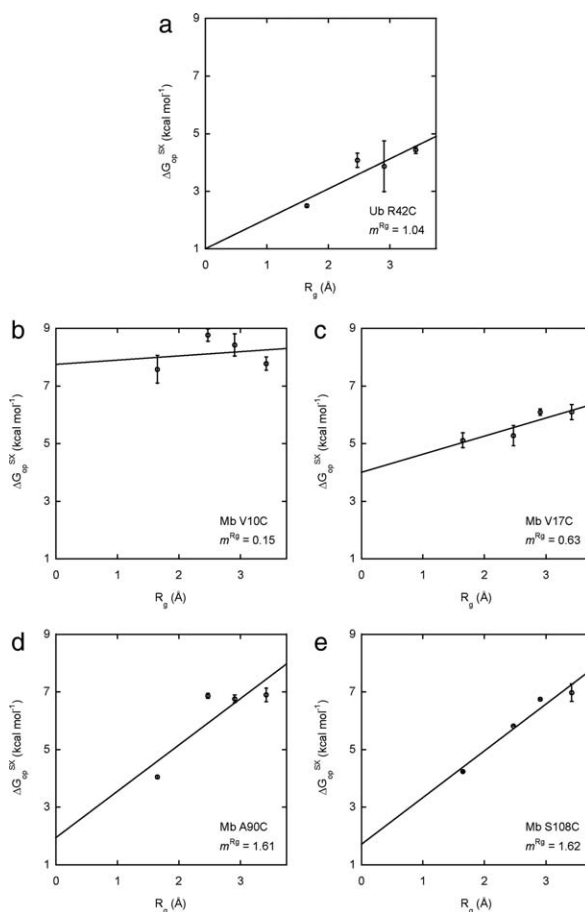 a
9
7
5
3
1
ΔG_op^SX (kcal mol⁻¹)
Ub R42C
m^Rg = 1.04
0 1 2 3
R_g (Å)
b
9
7
5
3
1
ΔG_op^SX (kcal mol⁻¹)
Mb V10C
m^Rg = 0.15
0 1 2 3
R_g (Å)
c
9
7
5
3
1
ΔG_op^SX (kcal mol⁻¹)
Mb V17C
m^Rg = 0.63
0 1 2 3
R_g (Å)
d
9
7
5
3
1
ΔG_op^SX (kcal mol⁻¹)
Mb A90C
m^Rg = 1.61
0 1 2 3
R_g (Å)
e
9
7
5
3
1
ΔG_op^SX (kcal mol⁻¹)
Mb S108C
m^Rg = 1.62
0 1 2 3
R_g (Å)